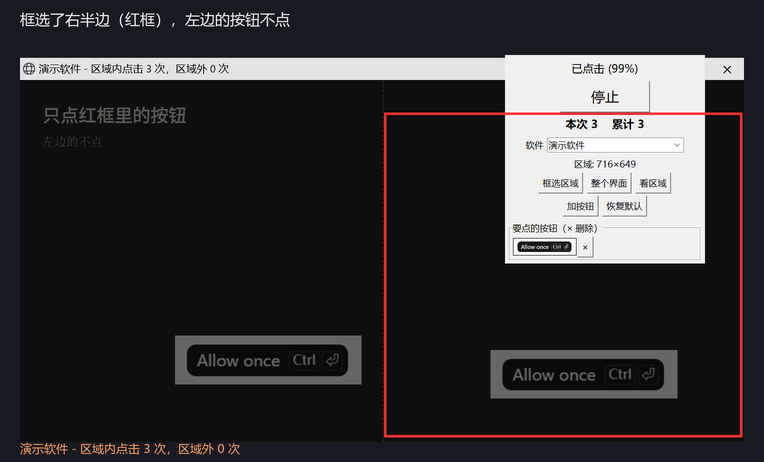 框选了右半边（红框），左边的按钮不点
演示软件 - 区域内点击 3 次，区域外 0 次
×
只点红框里的按钮
左边的不点
Allow once Ctrl ⏎
已点击 (99%)
停止
本次 3 累计 3
软件 演示软件
区域: 716×649
框选区域 整个界面 看区域
加按钮 恢复默认
要点的按钮（× 删除）
Allow once Ctrl ⏎ ×
Allow once Ctrl ⏎
演示软件 - 区域内点击 3 次，区域外 0 次